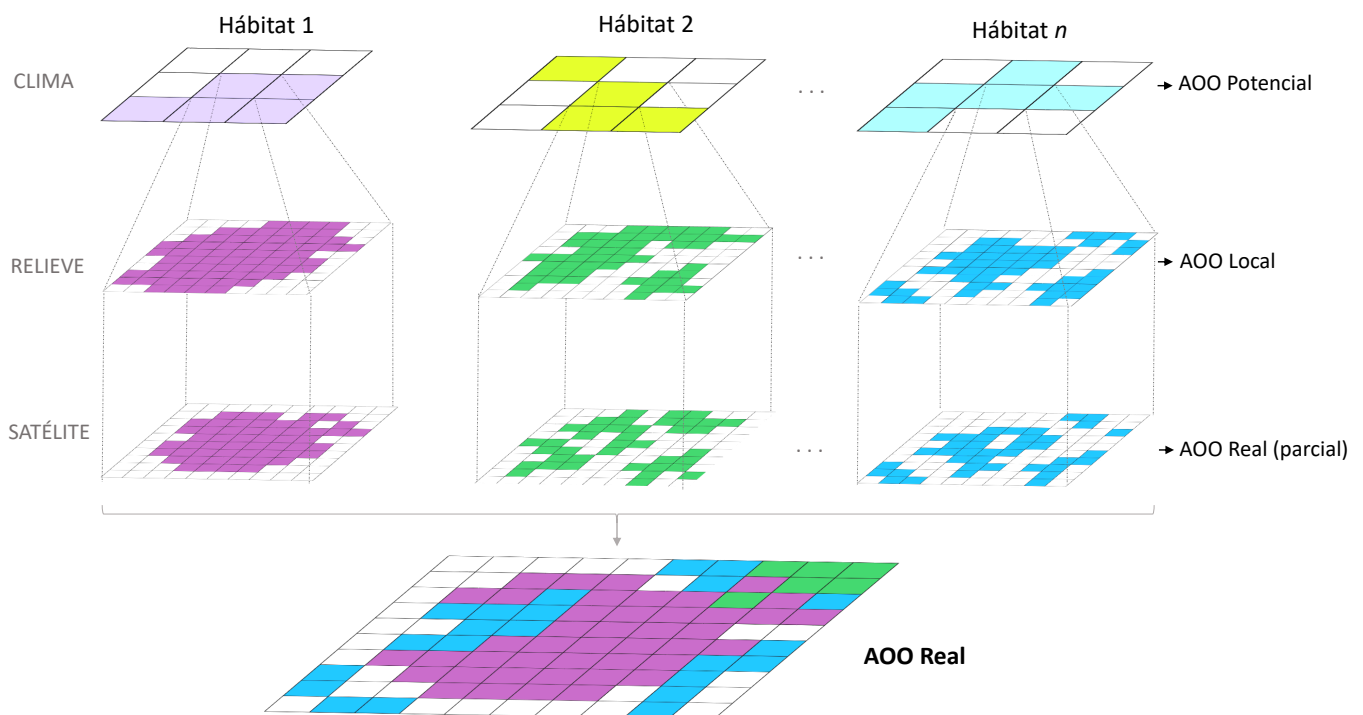 Hábitat 1
Hábitat 2
Hábitat n
CLIMA
. . .
AOO Potencial
RELIEVE
. . .
AOO Local
SATÉLITE
. . .
AOO Real (parcial)
AOO Real